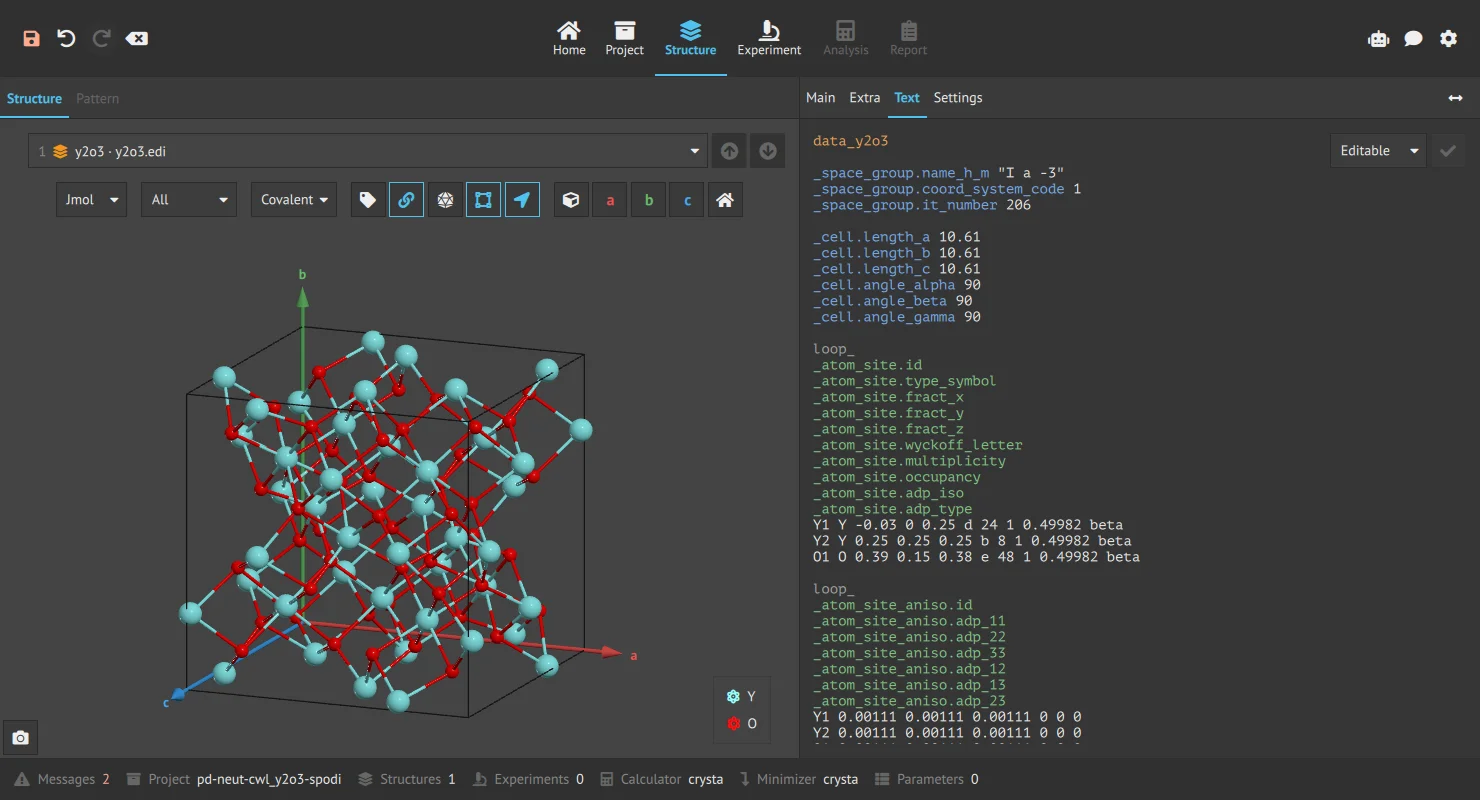 Home Project Structure Experiment Analysis Report
Structure Pattern
Main Extra Text Settings
1 y2o3 · y2o3.edi
Jmol All Covalent a b c
b
a
c
Y
O
data_y2o3
Editable
_space_group.name_h_m "I a -3"
_space_group.coord_system_code 1
_space_group.it_number 206
_cell.length_a 10.61
_cell.length_b 10.61
_cell.length_c 10.61
_cell.angle_alpha 90
_cell.angle_beta 90
_cell.angle_gamma 90
loop_
_atom_site.id
_atom_site.type_symbol
_atom_site.fract_x
_atom_site.fract_y
_atom_site.fract_z
_atom_site.wyckoff_letter
_atom_site.multiplicity
_atom_site.occupancy
_atom_site.adp_iso
_atom_site.adp_type
Y1 Y -0.03 0 0.25 d 24 1 0.49982 beta
Y2 Y 0.25 0.25 0.25 b 8 1 0.49982 beta
O1 O 0.39 0.15 0.38 e 48 1 0.49982 beta
loop_
_atom_site_aniso.id
_atom_site_aniso.adp_11
_atom_site_aniso.adp_22
_atom_site_aniso.adp_33
_atom_site_aniso.adp_12
_atom_site_aniso.adp_13
_atom_site_aniso.adp_23
Y1 0.00111 0.00111 0.00111 0 0 0
Y2 0.00111 0.00111 0.00111 0 0 0
Messages 2 Project pd-neut-cwl_y2o3-spodi Structures 1 Experiments 0 Calculator crysta Minimizer crysta Parameters 0